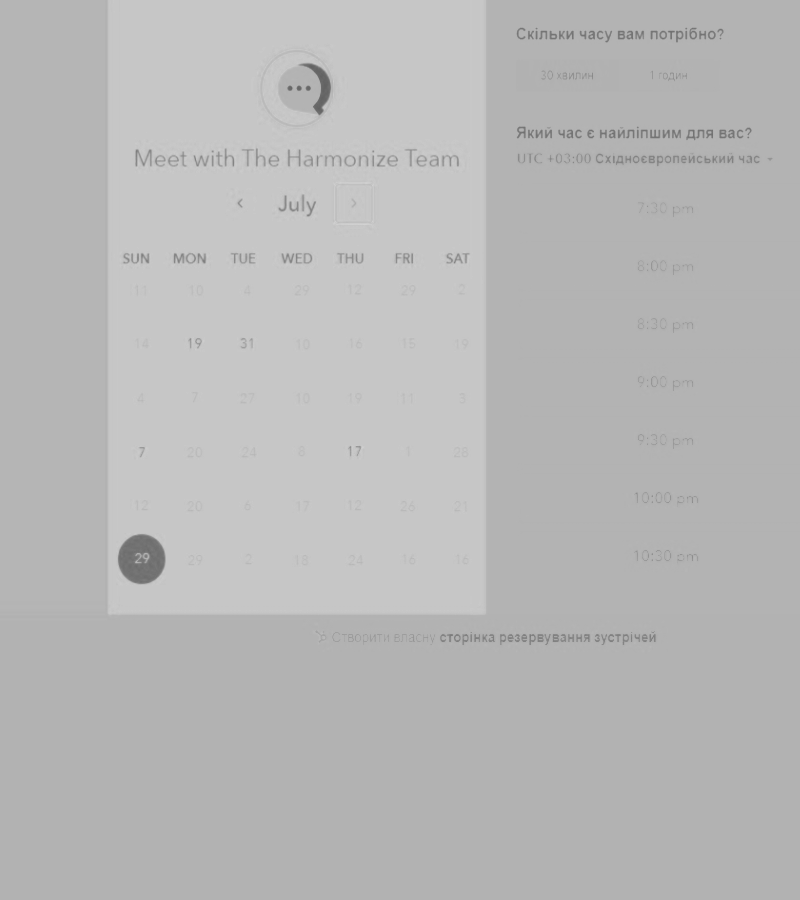 Meet with The Harmonize Team
‹ July ›
SUN MON TUE WED THU FRI SAT
11 10 4 29 12 29 2
14 19 31 10 16 15 19
4 7 27 13 19 11 3
7 20 24 8 17 1 28
12 20 6 17 12 26 21
29 29 2 18 24 16 16
Скільки часу вам потрібно?
30 хвилин 1 годин
Який час є найліпшим для вас?
UTC +03:00 Східноєвропейський час
7:30 pm
8:00 pm
8:30 pm
9:00 pm
9:30 pm
10:00 pm
10:30 pm
Створити власну сторінка резервування зустрічей